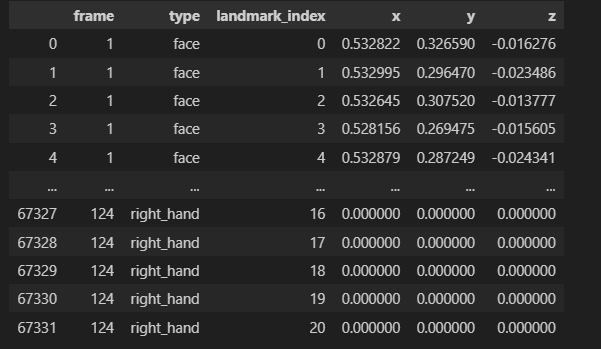 frame type landmark_index x y z
0 1 face 0 0.532822 0.326590 -0.016276
1 1 face 1 0.532995 0.296470 -0.023486
2 1 face 2 0.532645 0.307520 -0.013777
3 1 face 3 0.528156 0.269475 -0.015605
4 1 face 4 0.532879 0.287249 -0.024341
... ... ... ... ... ... ...
67327 124 right_hand 16 0.000000 0.000000 0.000000
67328 124 right_hand 17 0.000000 0.000000 0.000000
67329 124 right_hand 18 0.000000 0.000000 0.000000
67330 124 right_hand 19 0.000000 0.000000 0.000000
67331 124 right_hand 20 0.000000 0.000000 0.000000